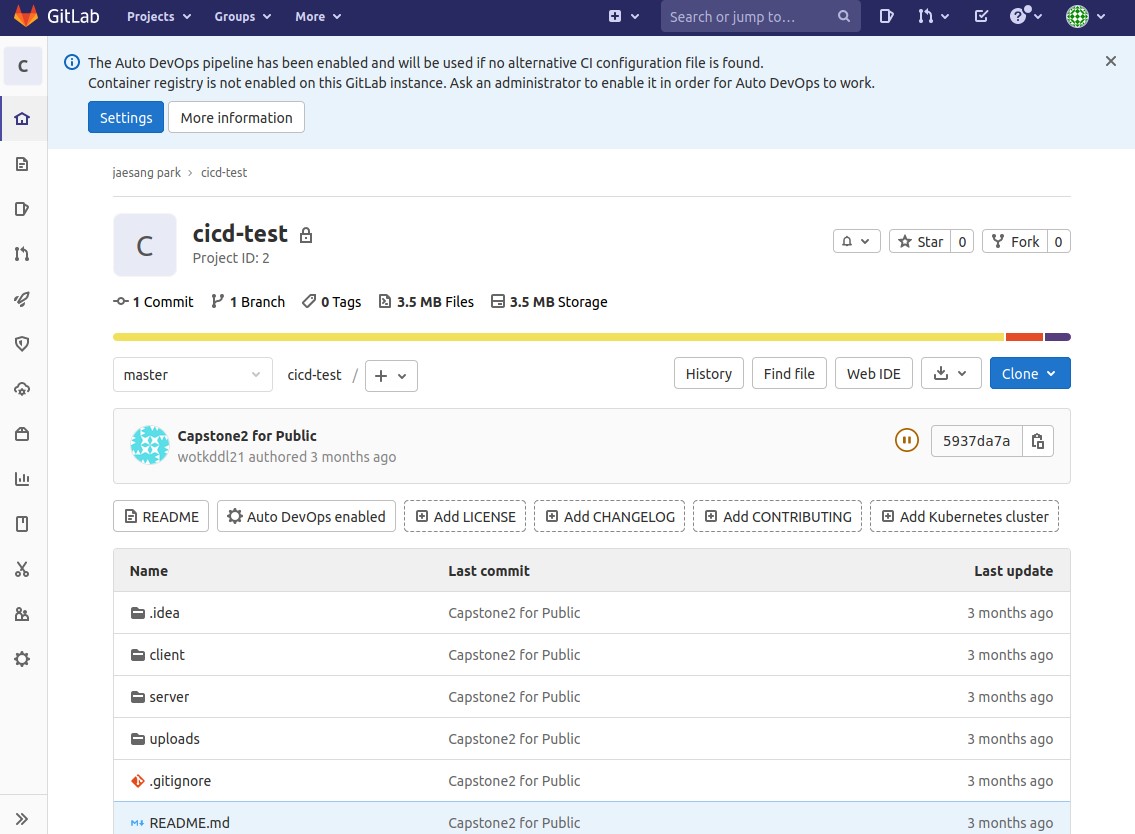 GitLab Projects Groups More Search or jump to...
C
The Auto DevOps pipeline has been enabled and will be used if no alternative CI configuration file is found.
Container registry is not enabled on this GitLab instance. Ask an administrator to enable it in order for Auto DevOps to work.
Settings More information
jaesang park › cicd-test
C
cicd-test
Project ID: 2
Star 0 Fork 0
1 Commit 1 Branch 0 Tags 3.5 MB Files 3.5 MB Storage
master cicd-test / + History Find file Web IDE Clone
Capstone2 for Public
wotkddl21 authored 3 months ago
5937da7a
README Auto DevOps enabled Add LICENSE Add CHANGELOG Add CONTRIBUTING Add Kubernetes cluster
Name Last commit Last update
.idea Capstone2 for Public 3 months ago
client Capstone2 for Public 3 months ago
server Capstone2 for Public 3 months ago
uploads Capstone2 for Public 3 months ago
.gitignore Capstone2 for Public 3 months ago
README.md Capstone2 for Public 3 months ago